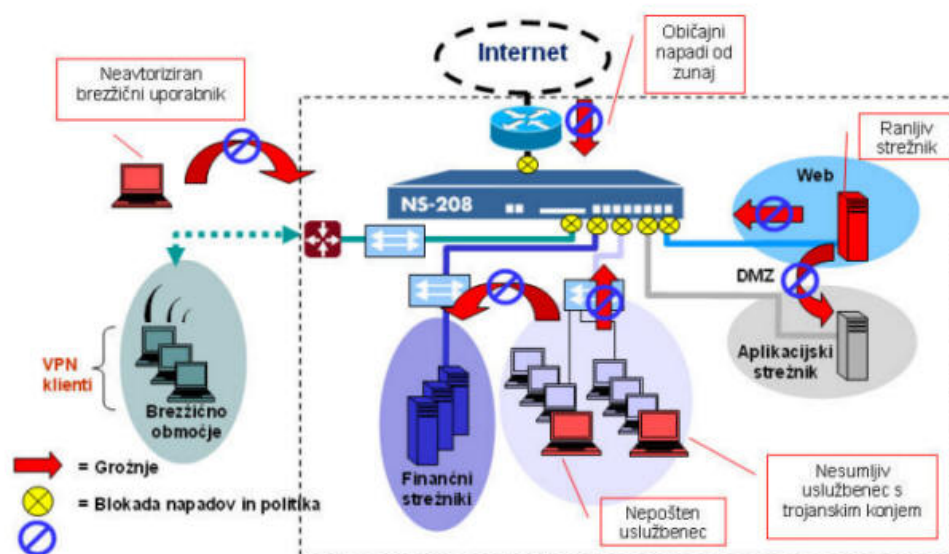 Internet
Običajni
napadi od
zunaj
Neavtoriziran
brezžični uporabnik
Ranljiv
strežnik
Web
NS-208
DMZ
Aplikacijski
strežnik
VPN
klienti
Brezžično
območje
Finančni
strežniki
= Grožnje
= Blokada napadov in politika
Nepošten
uslužbenec
Nesumljiv
uslužbenec s
trojanskim konjem